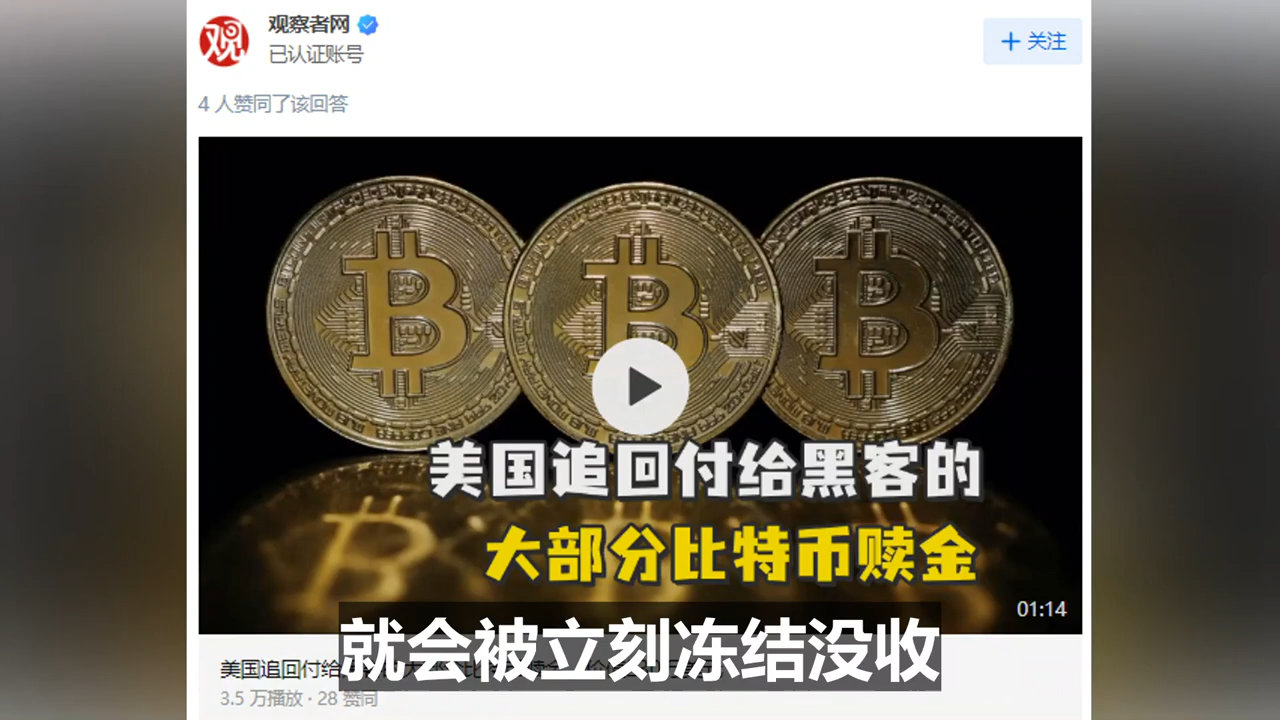 观
观察者网
已认证账号
+ 关注
4 人赞同了该回答
美国追回付给黑客的
大部分比特币赎金
01:14
就会被立刻冻结没收
美国追回付给
3.5 万播放 · 28 赞同